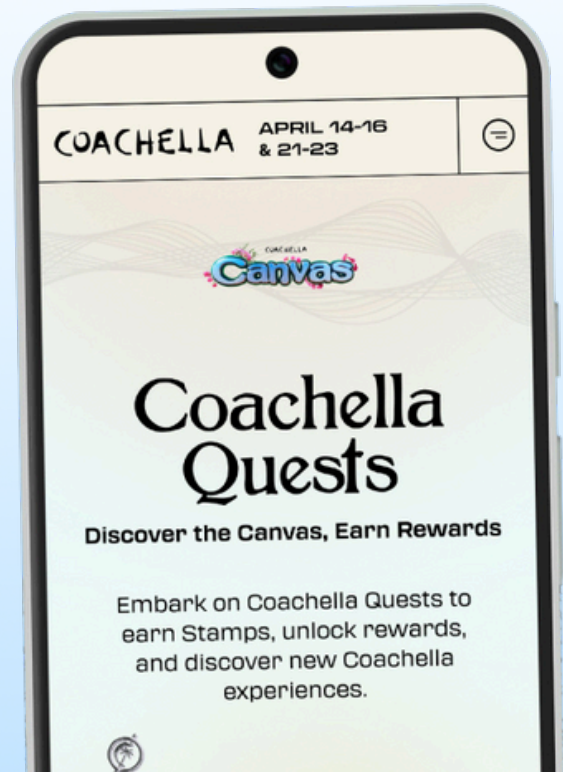 COACHELLA
APRIL 14-16
& 21-23
COACHELLA
Canvas
Coachella
Quests
Discover the Canvas, Earn Rewards
Embark on Coachella Quests to
earn Stamps, unlock rewards,
and discover new Coachella
experiences.